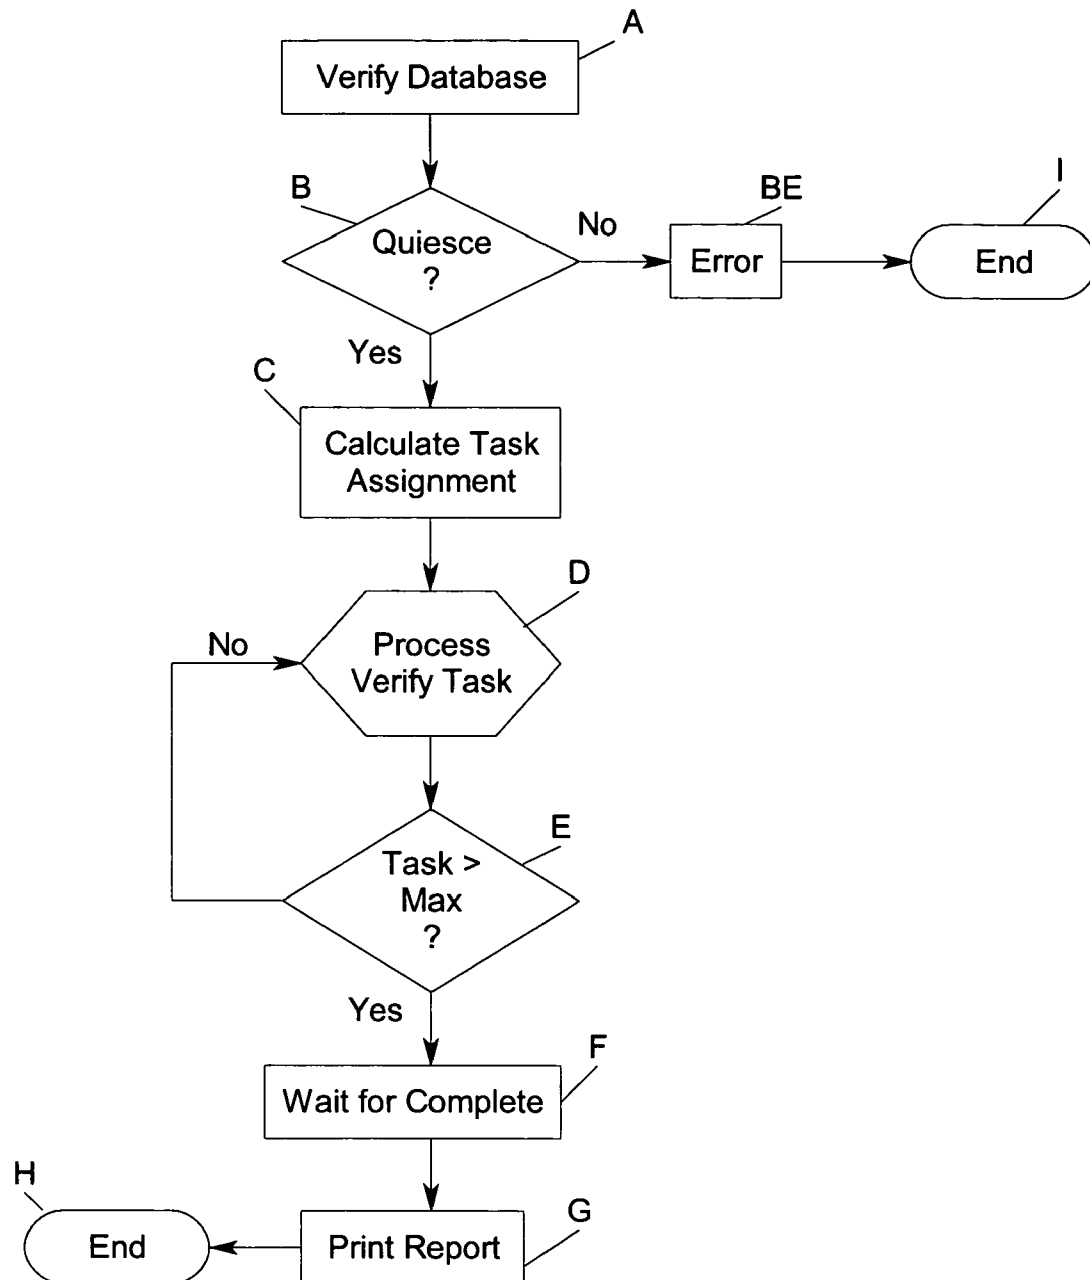 A
Verify Database
B
Quiesce
?
No
BE
Error
I
End
Yes
C
Calculate Task
Assignment
D
Process
Verify Task
No
E
Task >
Max
?
Yes
F
Wait for Complete
H
End
G
Print Report